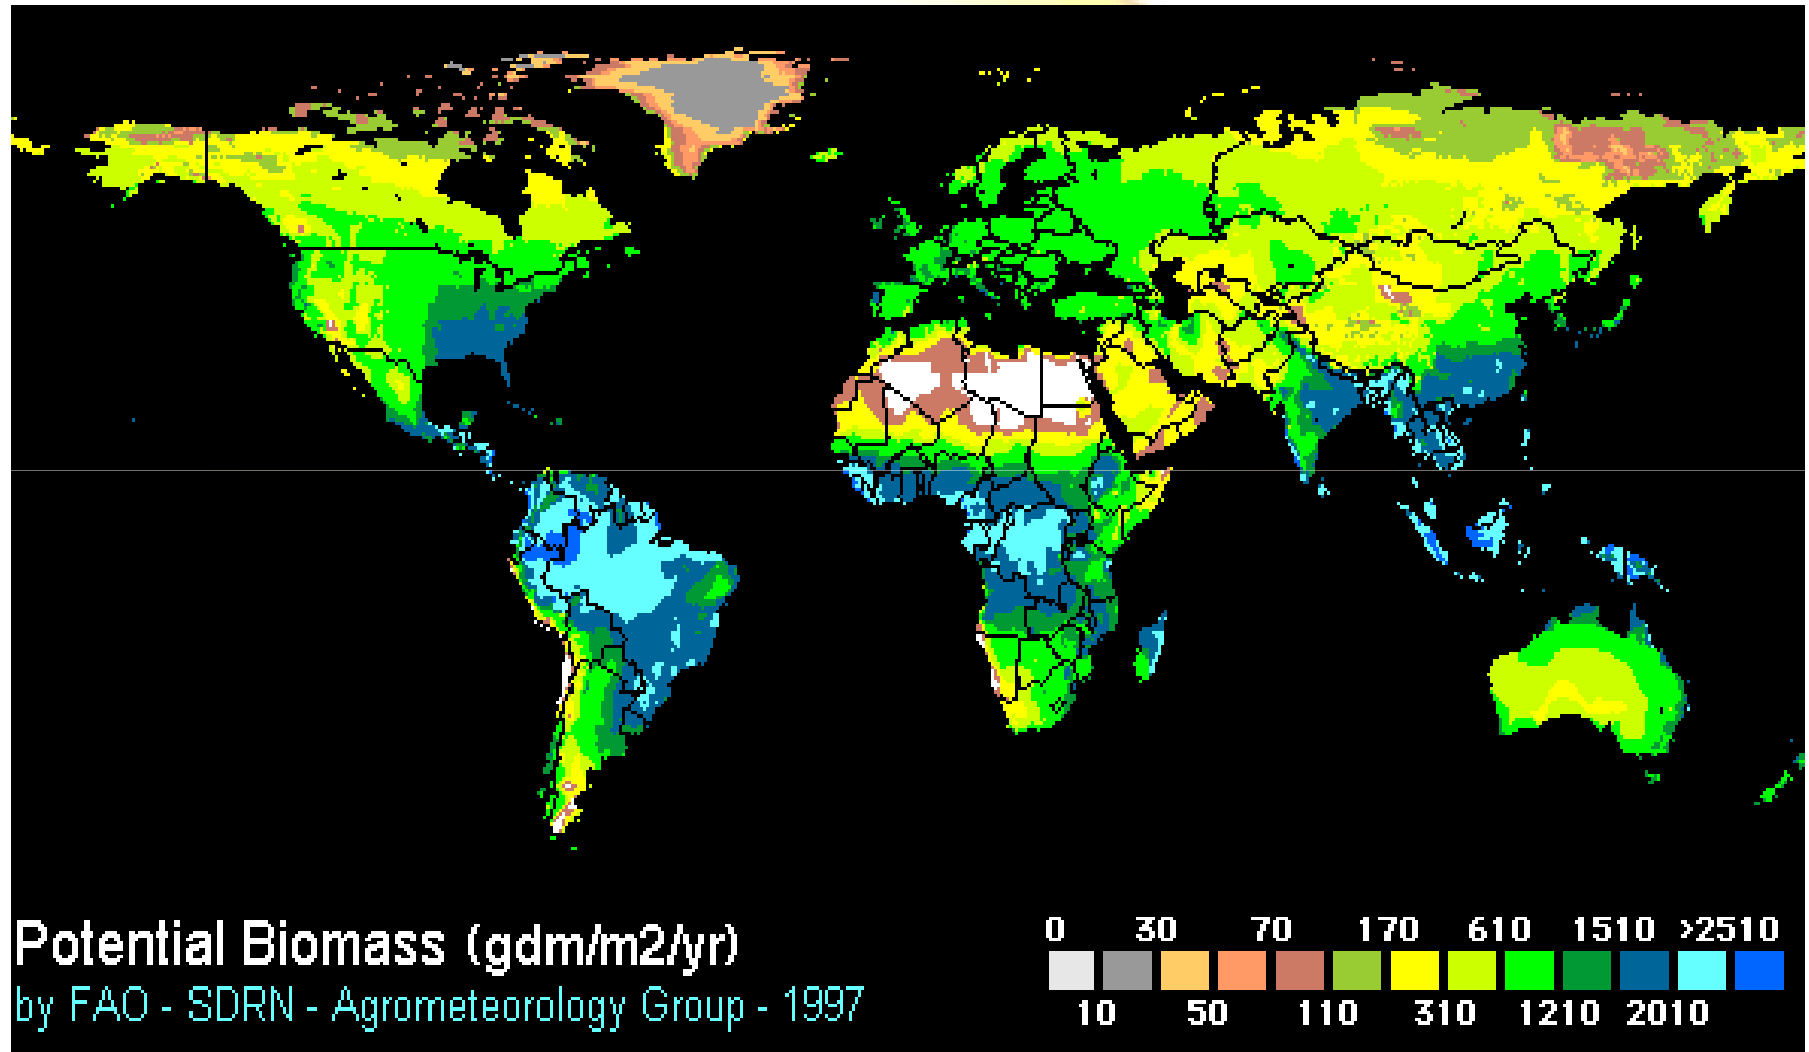 Potential Biomass (gdm/m2/yr)
by FAO - SDRN - Agrometeorology Group - 1997
0 30 70 170 610 1510 >2510
10 50 110 310 1210 2010